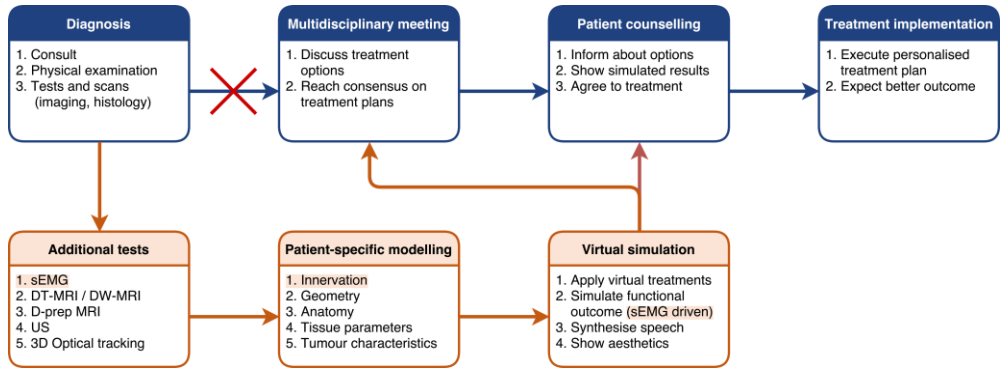 Diagnosis
1. Consult
2. Physical examination
3. Tests and scans
(imaging, histology)
Multidisciplinary meeting
1. Discuss treatment
options
2. Reach consensus on
treatment plans
Patient counselling
1. Inform about options
2. Show simulated results
3. Agree to treatment
Treatment implementation
1. Execute personalised
treatment plan
2. Expect better outcome
Additional tests
1. sEMG
2. DT-MRI / DW-MRI
3. D-prep MRI
4. US
5. 3D Optical tracking
Patient-specific modelling
1. Innervation
2. Geometry
3. Anatomy
4. Tissue parameters
5. Tumour characteristics
Virtual simulation
1. Apply virtual treatments
2. Simulate functional
outcome (sEMG driven)
3. Synthesise speech
4. Show aesthetics